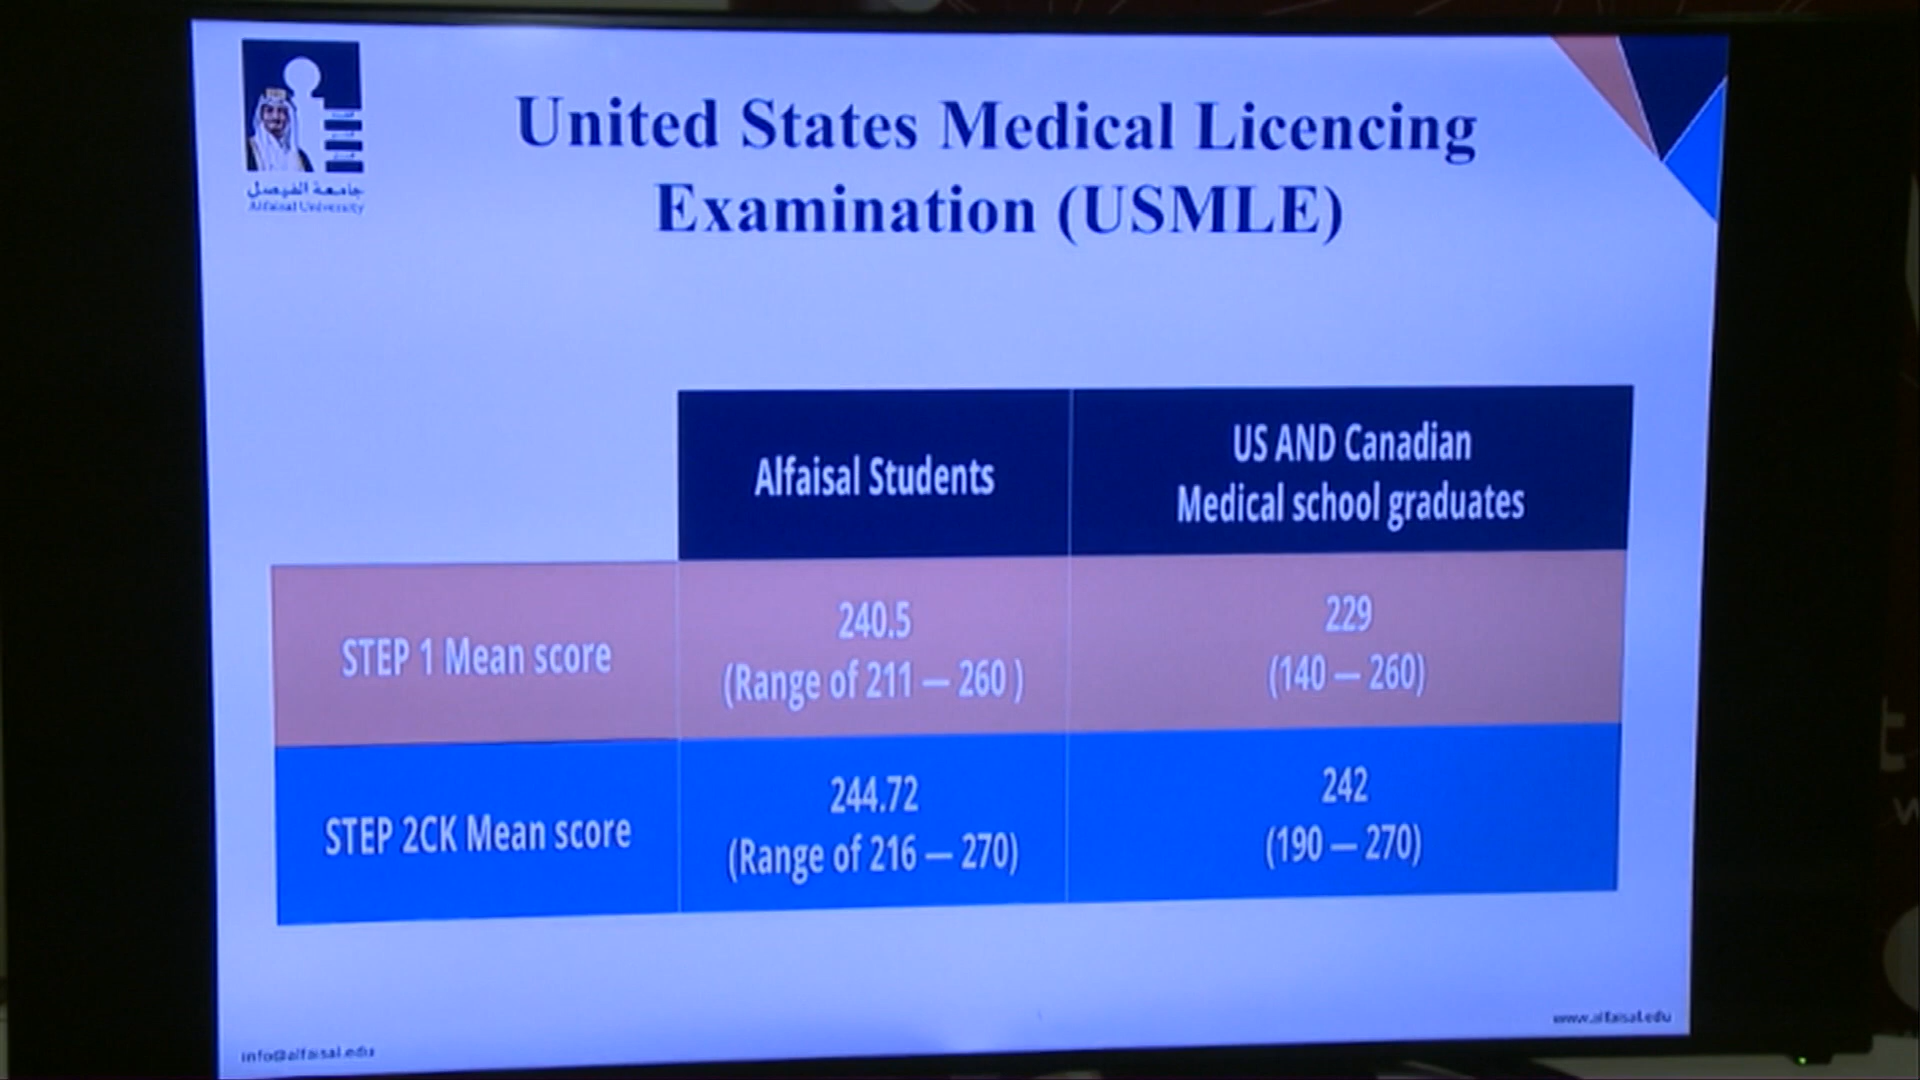 جامعة الفيصل
Alfaisal University
United States Medical Licencing
Examination (USMLE)
Alfaisal Students
US AND Canadian
Medical school graduates
STEP 1 Mean score
240.5
(Range of 211 — 260 )
229
(140 — 260)
STEP 2CK Mean score
244.72
(Range of 216 — 270)
242
(190 — 270)
info@alfaisal.edu
www.alfaisal.edu